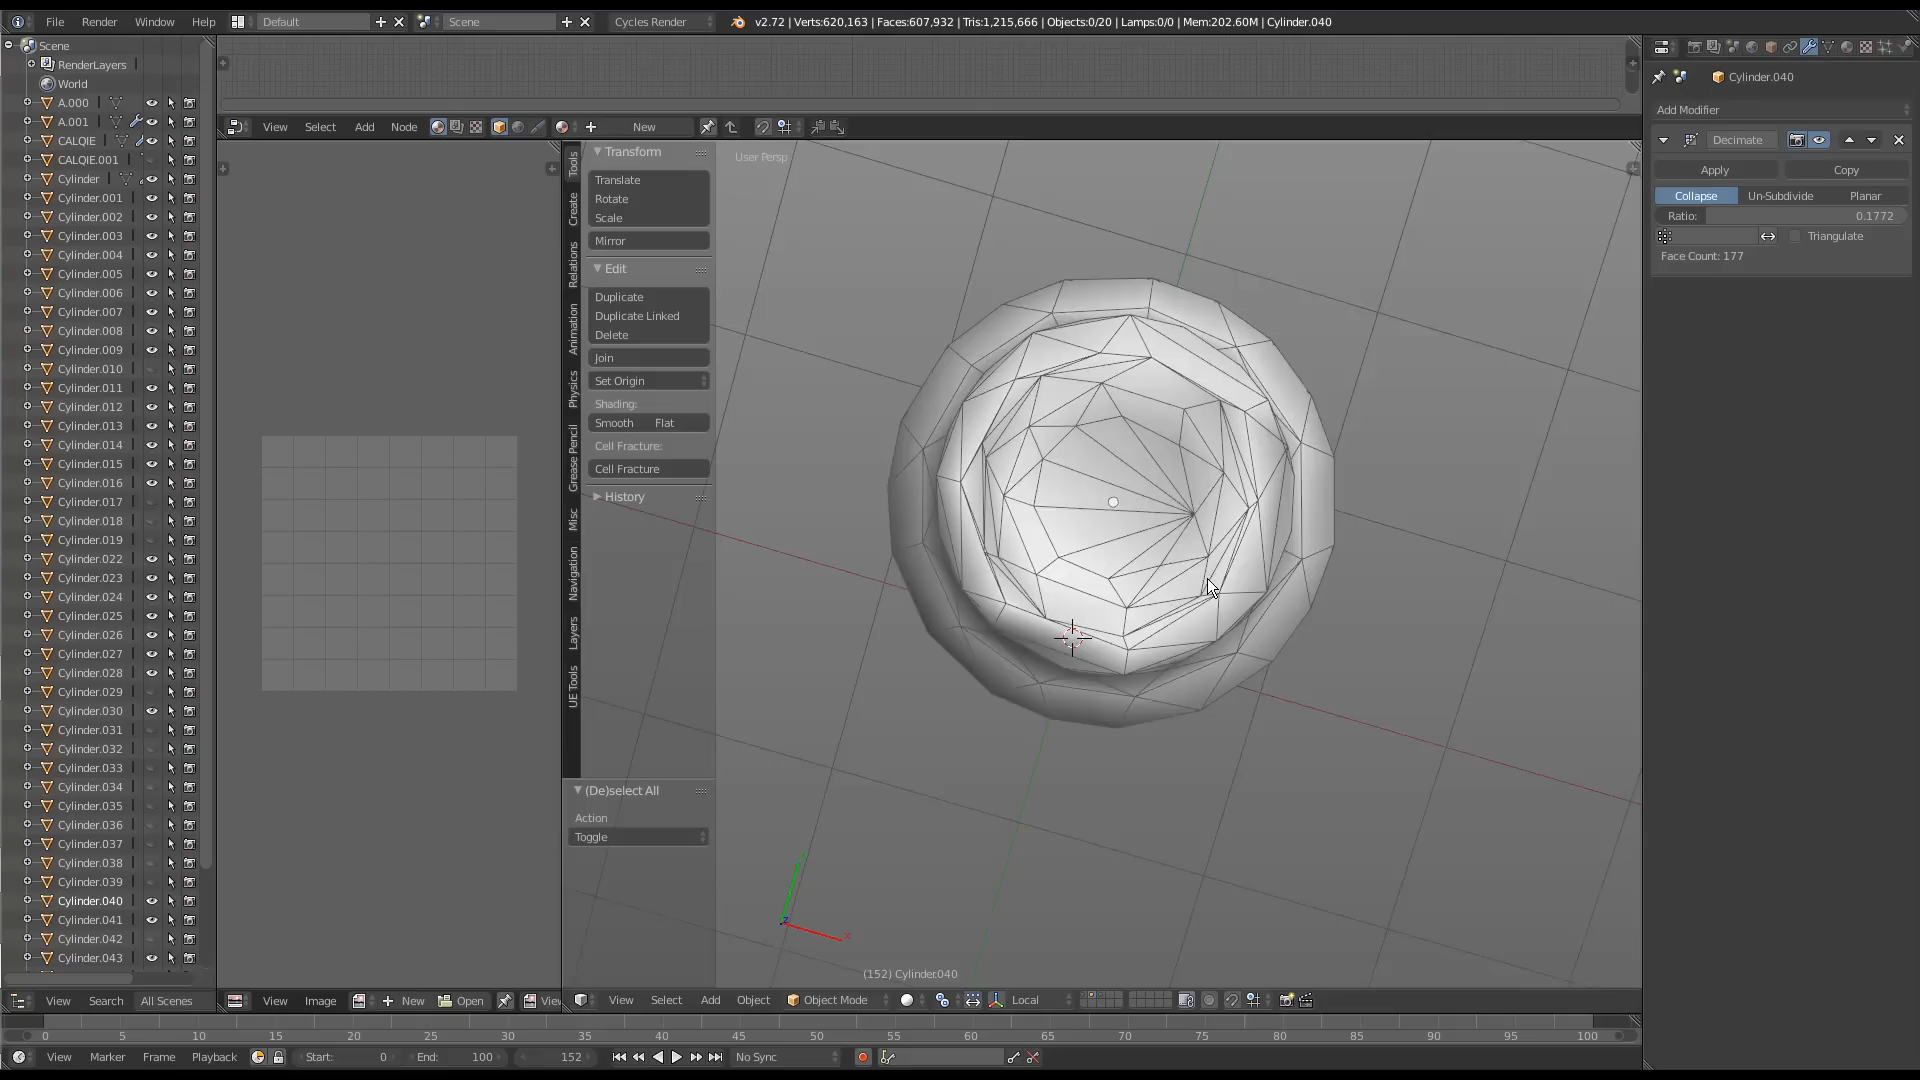 File Render Window Help Default Scene Cycles Render v2.72 | Verts:620,163 | Faces:607,932 | Tris:1,215,666 | Objects:0/20 | Lamps:0/0 | Mem:202.60M | Cylinder.040
Scene
RenderLayers
World
A.000
A.001
CALQIE
CALQIE.001
Cylinder
Cylinder.001
Cylinder.002
Cylinder.003
Cylinder.004
Cylinder.005
Cylinder.006
Cylinder.007
Cylinder.008
Cylinder.009
Cylinder.010
Cylinder.011
Cylinder.012
Cylinder.013
Cylinder.014
Cylinder.015
Cylinder.016
Cylinder.017
Cylinder.018
Cylinder.019
Cylinder.022
Cylinder.023
Cylinder.024
Cylinder.025
Cylinder.026
Cylinder.027
Cylinder.028
Cylinder.029
Cylinder.030
Cylinder.031
Cylinder.032
Cylinder.033
Cylinder.034
Cylinder.035
Cylinder.036
Cylinder.037
Cylinder.038
Cylinder.039
Cylinder.040
Cylinder.041
Cylinder.042
Cylinder.043
View Search All Scenes
View Select Add Node New
View Image New Open View
Tools
Create
Relations
Animation
Physics
Grease Pencil
Misc
Navigation
Layers
UE Tools
Transform
Translate
Rotate
Scale
Mirror
Edit
Duplicate
Duplicate Linked
Delete
Join
Set Origin
Shading:
Smooth Flat
Cell Fracture:
Cell Fracture
History
(De)select All
Action
Toggle
User Persp
Y
Z
X
(152) Cylinder.040
View Select Add Object Object Mode Local
Cylinder.040
Add Modifier
Decimate
Apply Copy
Collapse Un-Subdivide Planar
Ratio: 0.1772
Triangulate
Face Count: 177
0 5 10 15 20 25 30 35 40 45 50 55 60 65 70 75 80 85 90 95 100
View Marker Frame Playback Start: 0 End: 100 152 No Sync